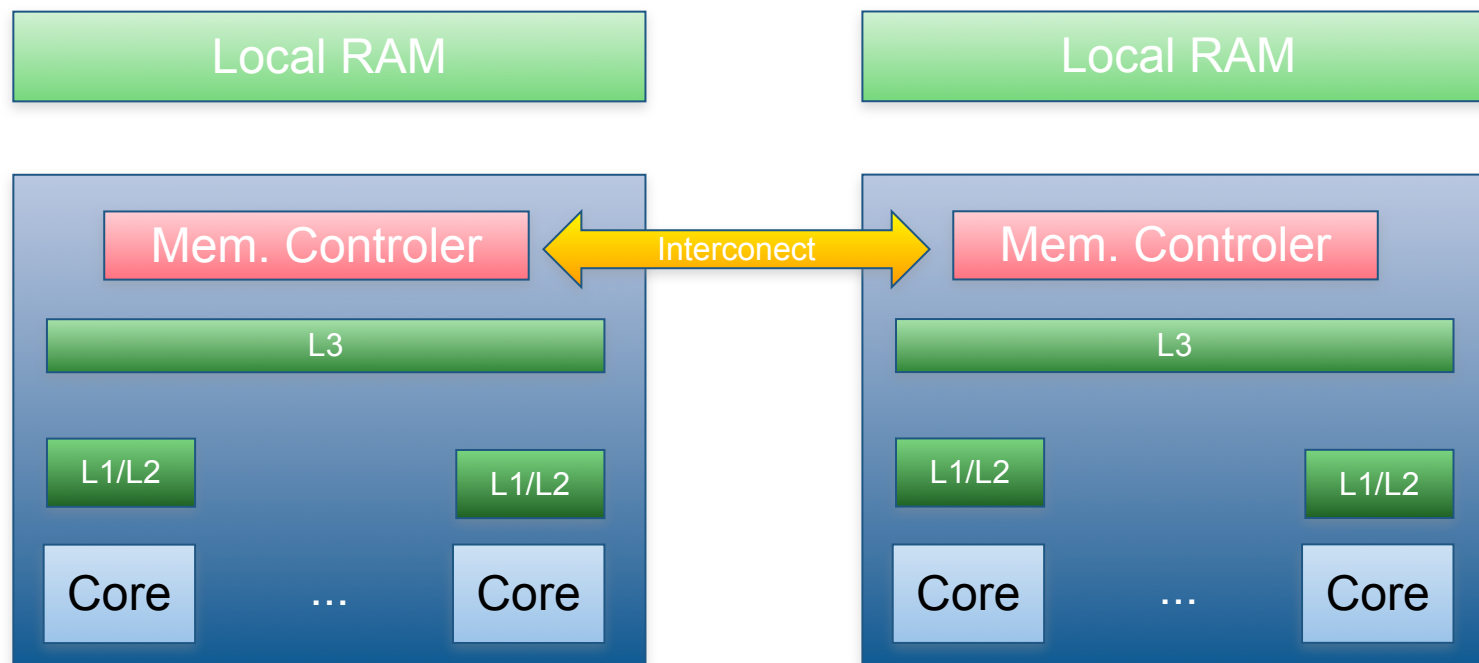 Local RAM
Local RAM
Mem. Controler
Interconect
Mem. Controler
L3
L3
L1/L2
L1/L2
L1/L2
L1/L2
Core
...
Core
Core
...
Core